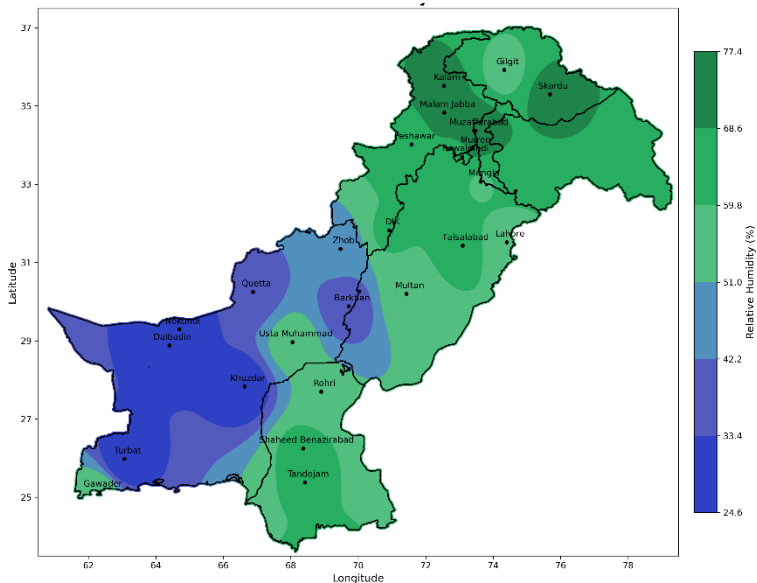 37
35
33
31
29
27
25
Latitude
62
64
66
68
70
72
74
76
78
Longitude
Gilgit
Kalam
Skardu
Malam Jabba
Muzaffarabad
Peshawar
Murree
Rawalpindi
Mangla
DIK
Zhob
Faisalabad
Lahore
Quetta
Multan
Barkhan
Nokundi
Dalbadin
Usta Muhammad
Khuzdar
Rohri
Shaheed Benazirabad
Turbat
Tandojam
Gawader
77.4
68.6
59.8
51.0
42.2
33.4
24.6
Relative Humidity (%)